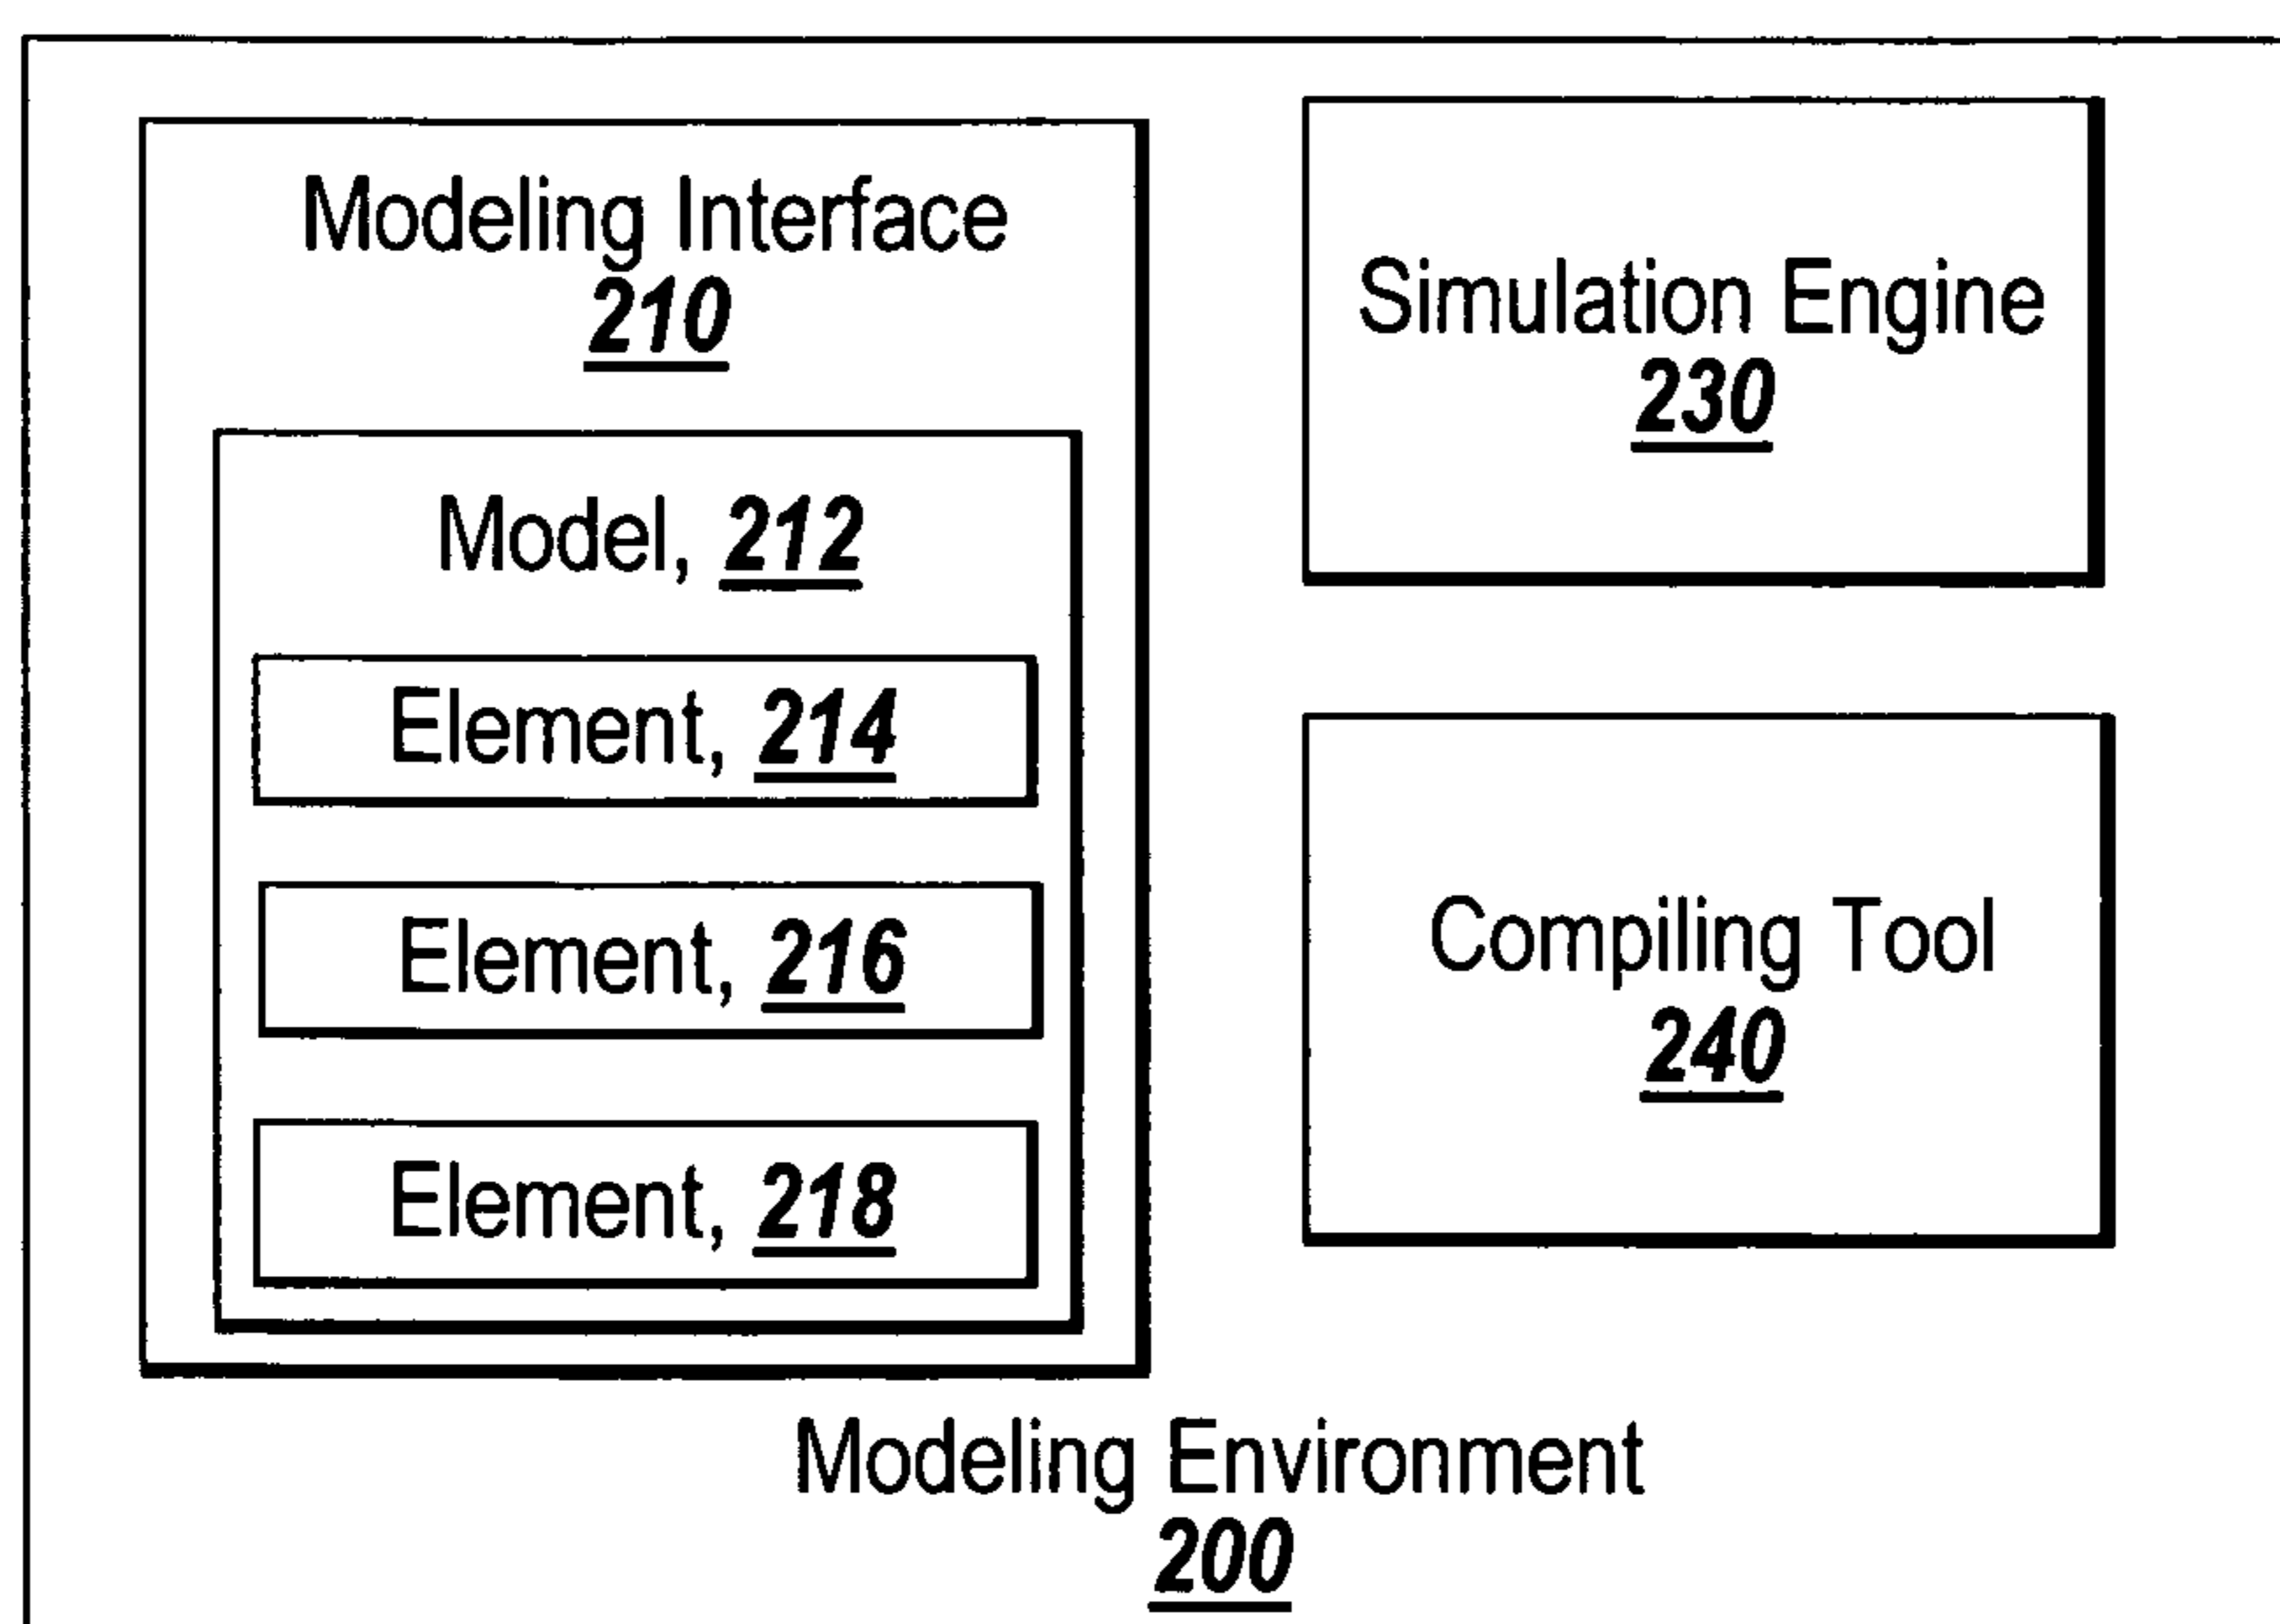 Modeling Interface
210
Model, 212
Element, 214
Element, 216
Element, 218
Simulation Engine
230
Compiling Tool
240
Modeling Environment
200